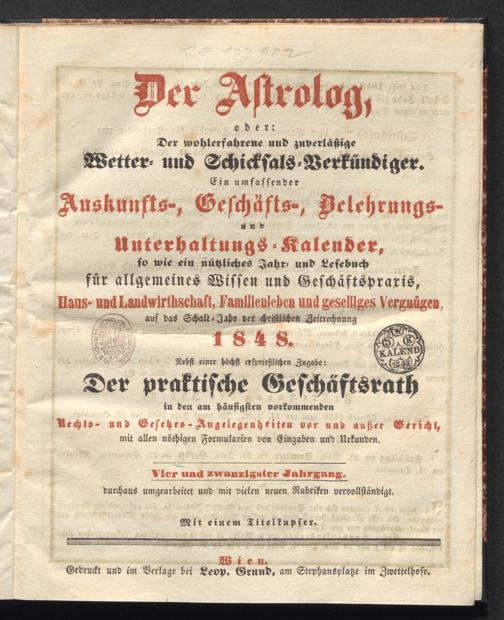 Der Astrolog,
oder:
Der wohlerfahrene und zuverläßige
Wetter- und Schicksals-Verkündiger.
Ein umfassender
Auskunfts-, Geschäfts-, Belehrungs-
und
Unterhaltungs-Kalender,
so wie ein nützliches Jahr- und Lesebuch
für allgemeines Wissen und Geschäftspraxis,
Haus- und Landwirthschaft, Familienleben und geselliges Vergnügen,
auf das Schalt-Jahr der christlichen Zeitrechnung
1848.
KALEND
Nebst einer höchst ersprießlichen Zugabe:
Der praktische Geschäftsrath
in den am häufigsten vorkommenden
Rechts- und Gesetzes-Angelegenheiten vor und außer Gericht,
mit allen nöthigen Formularien von Eingaben und Urkunden.
Vier und zwanzigster Jahrgang.
durchaus umgearbeitet und mit vielen neuen Rubriken vervollständigt.
Mit einem Titelkupfer.
Wien.
Gedruckt und im Verlage bei Leop. Grund, am Stephansplatze im Zwettelhofe.